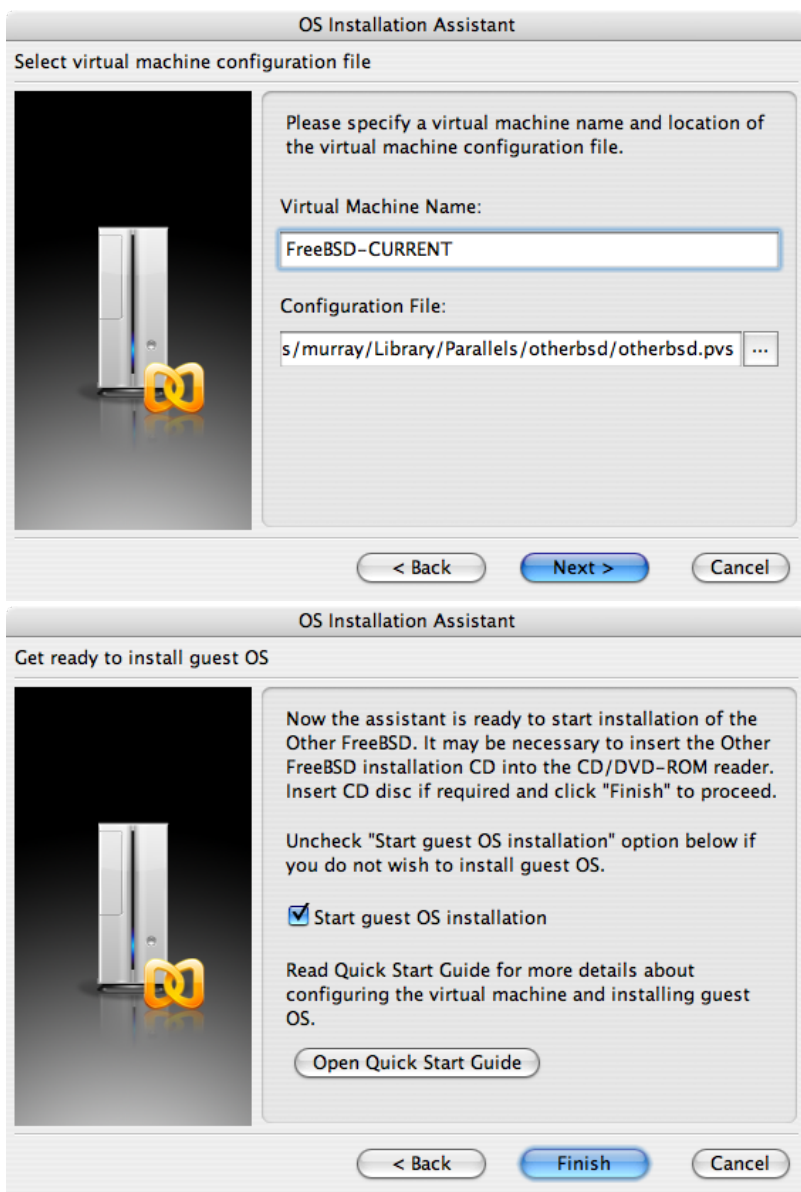 OS Installation Assistant
Select virtual machine configuration file
Please specify a virtual machine name and location of
the virtual machine configuration file.
Virtual Machine Name:
FreeBSD-CURRENT
Configuration File:
s/murray/Library/Parallels/otherbsd/otherbsd.pvs ...
< Back Next > Cancel
OS Installation Assistant
Get ready to install guest OS
Now the assistant is ready to start installation of the
Other FreeBSD. It may be necessary to insert the Other
FreeBSD installation CD into the CD/DVD-ROM reader.
Insert CD disc if required and click "Finish" to proceed.
Uncheck "Start guest OS installation" option below if
you do not wish to install guest OS.
Start guest OS installation
Read Quick Start Guide for more details about
configuring the virtual machine and installing guest
OS.
Open Quick Start Guide
< Back Finish Cancel